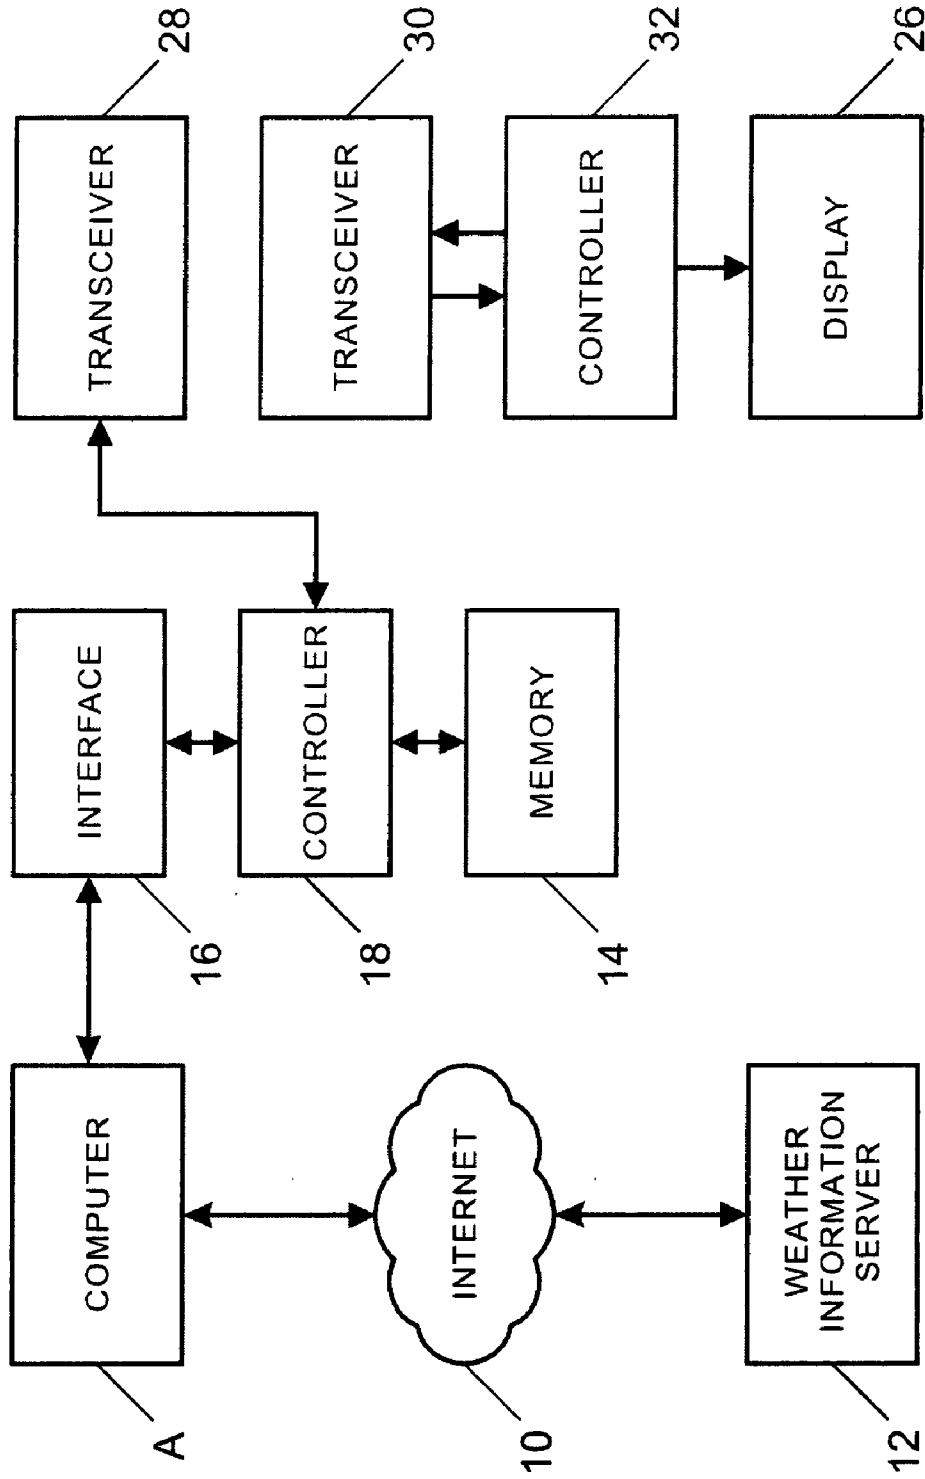 COMPUTER
A
INTERNET
10
WEATHER
INFORMATION
SERVER
12
INTERFACE
16
CONTROLLER
18
MEMORY
14
TRANSCEIVER
28
TRANSCEIVER
30
CONTROLLER
32
DISPLAY
26